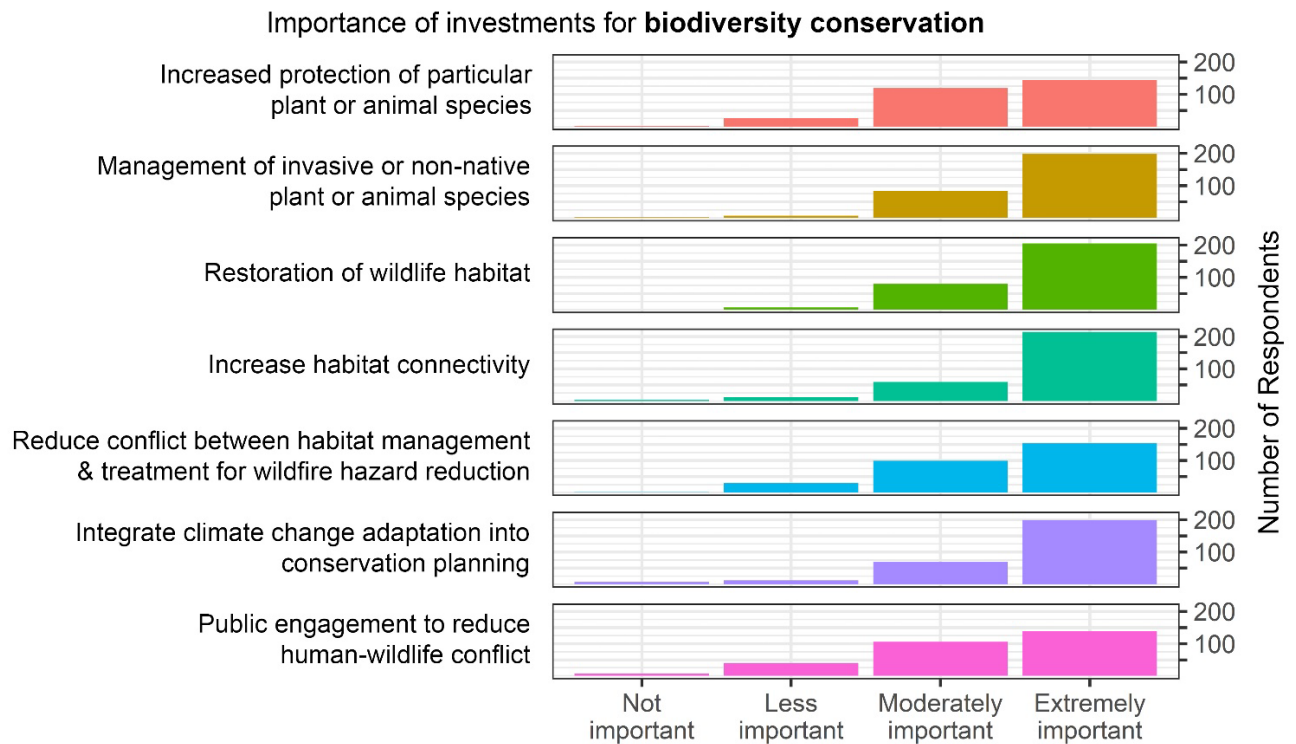 Importance of investments for biodiversity conservation
Increased protection of particular
plant or animal species
200
100
Management of invasive or non-native
plant or animal species
200
100
Restoration of wildlife habitat
200
100
Increase habitat connectivity
200
100
Reduce conflict between habitat management
& treatment for wildfire hazard reduction
200
100
Integrate climate change adaptation into
conservation planning
200
100
Public engagement to reduce
human-wildlife conflict
200
100
Number of Respondents
Not
important
Less
important
Moderately
important
Extremely
important